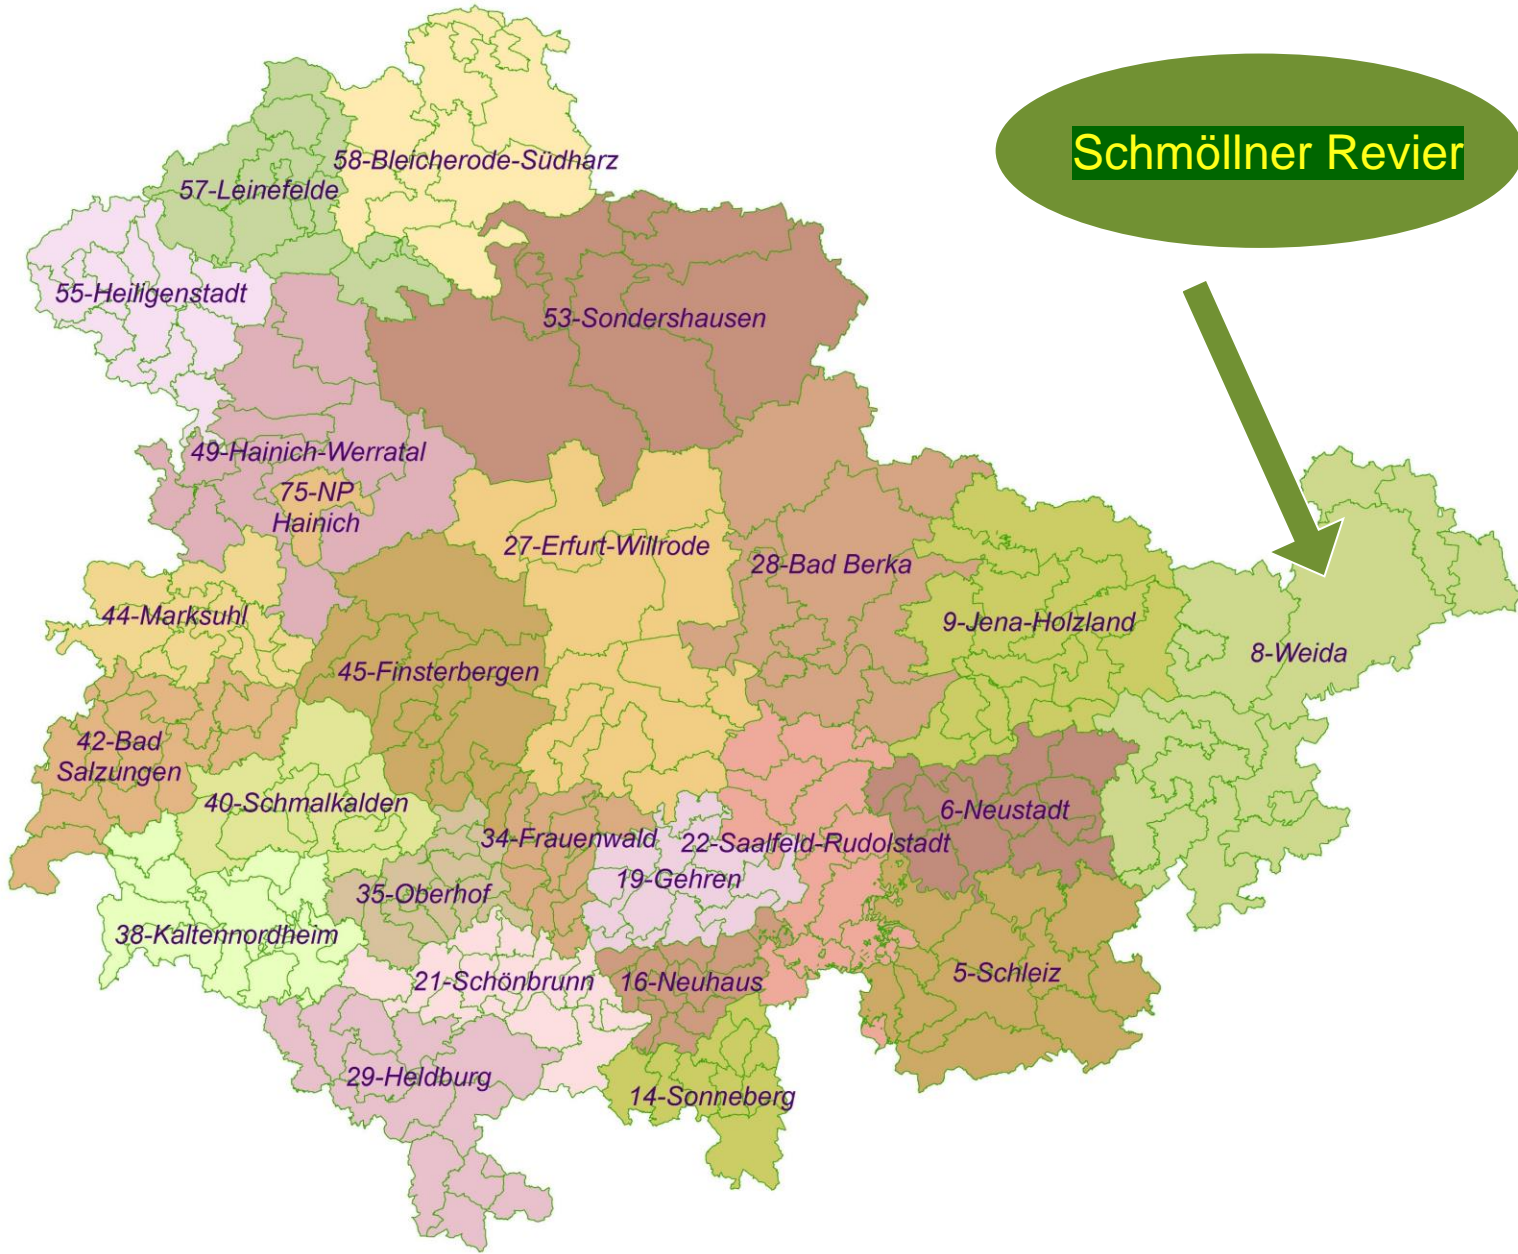 Schmöllner Revier
58-Bleicherode-Südharz
57-Leinefelde
55-Heiligenstadt
53-Sondershausen
49-Hainich-Werratal
75-NP
Hainich
27-Erfurt-Willrode
28-Bad Berka
44-Marksuhl
9-Jena-Holzland
8-Weida
45-Finsterbergen
42-Bad
Salzungen
40-Schmalkalden
6-Neustadt
34-Frauenwald
22-Saalfeld-Rudolstadt
19-Gehren
35-Oberhof
38-Kaltennordheim
21-Schönbrunn
16-Neuhaus
5-Schleiz
29-Heldburg
14-Sonneberg